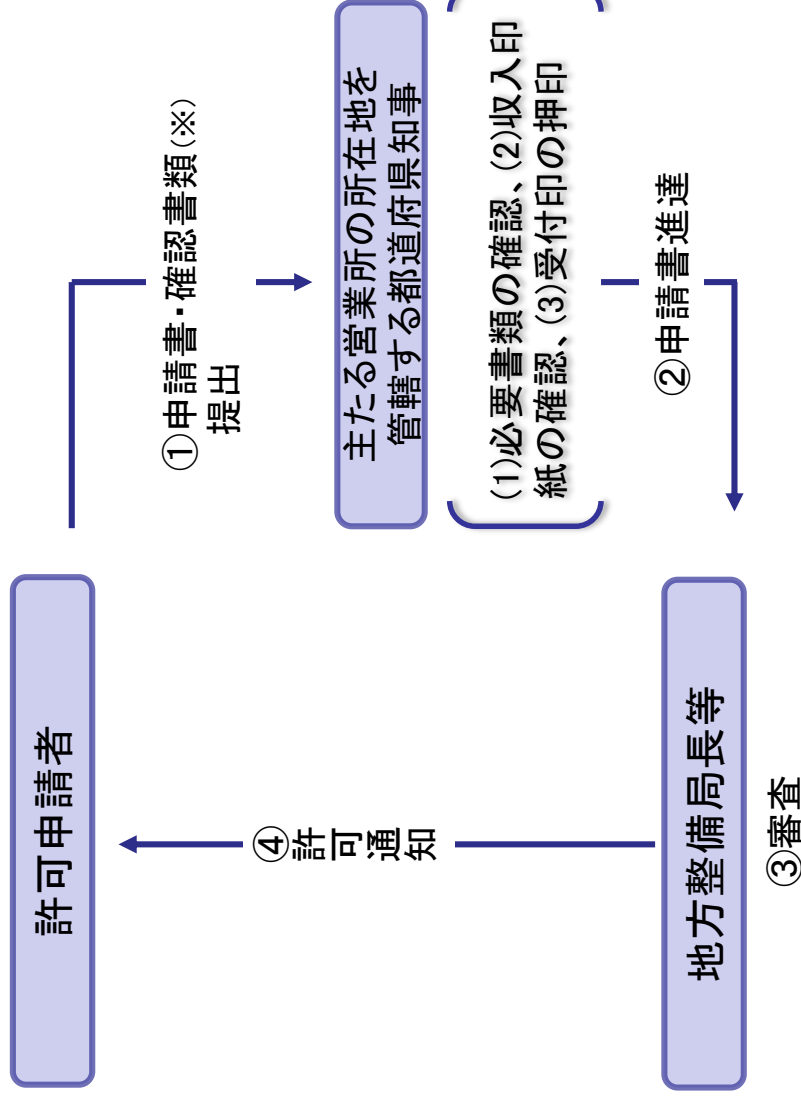 許可申請者
①申請書・確認書類(※)
提出
主たる営業所の所在地を
管轄する都道府県知事
(1)必要書類の確認、(2)収入印
紙の確認、(3)受付印の押印
②申請書進達
地方整備局長等
③審査
④許可通知